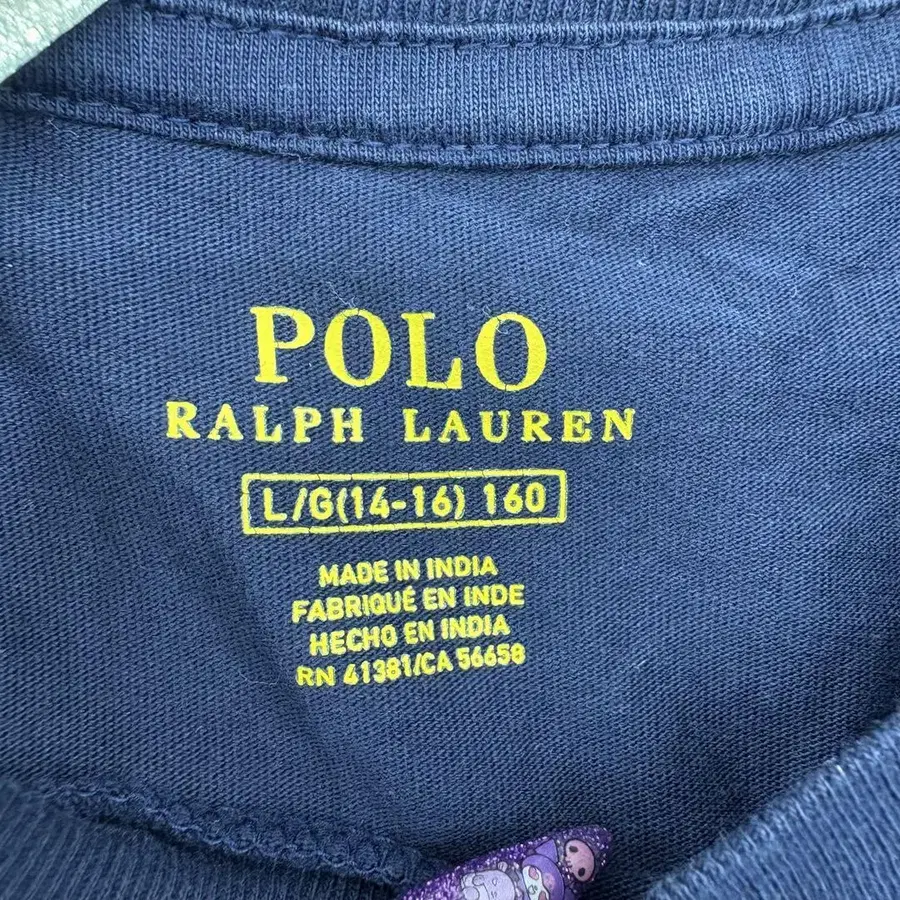 POLO
RALPH LAUREN
L/G(14-16) 160
MADE IN INDIA
FABRIQUÉ EN INDE
HECHO EN INDIA
RN 41381/CA 56658